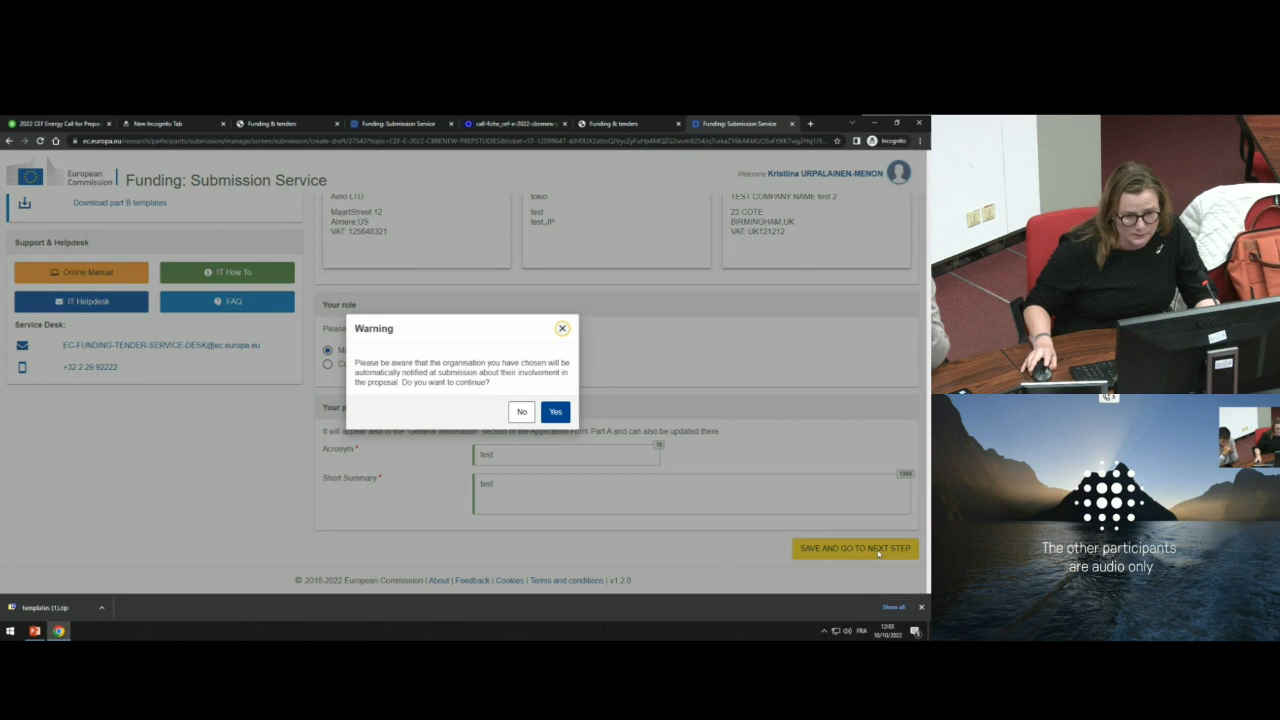 2022 CEF Energy Call for Prepa
New Incognito Tab
Funding & tenders
Funding: Submission Service
call-fiche_cef-e-2022-cbrenew-
Funding & tenders
Funding: Submission Service
Incognito
European
Commission
Funding: Submission Service
Welcome Kristiina URPALAINEN-MENON
Download part B templates
Support & Helpdesk
Online Manual
IT How To
IT Helpdesk
FAQ
Service Desk:
EC-FUNDING-TENDER-SERVICE-DESK@ec.europa.eu
+32 2 29 92222
Aero LTD
MaartStreet 12
Almere,US
VAT: 125648321
tokio
test
test,JP
TEST COMPANY NAME test 2
23 COTE
BIRMINGHAM,UK
VAT: UK121212
Your role
Please
Warning
Please be aware that the organisation you have chosen will be
automatically notified at submission about their involvement in
the proposal. Do you want to continue?
No
Yes
Your p
It will appear also in the "General Information" section of the Application Form Part A and can also be updated there.
Acronym *
test
Short Summary *
test
SAVE AND GO TO NEXT STEP
© 2018-2022 European Commission | About | Feedback | Cookies | Terms and conditions | v1.2.0
templates (1).zip
Show all
FRA
12:03
10/10/2022
The other participants
are audio only